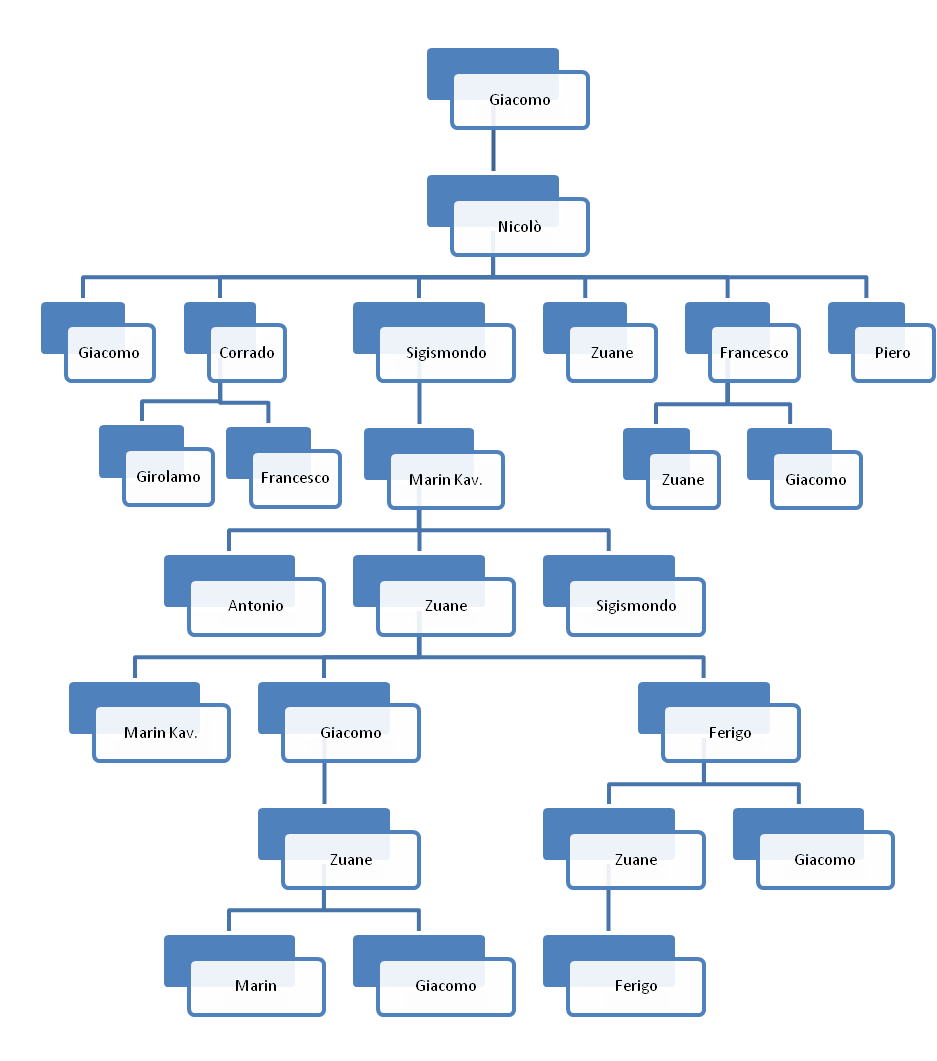 Giacomo
Nicolò
Giacomo
Corrado
Sigismondo
Zuane
Francesco
Piero
Girolamo
Francesco
Marin Kav.
Zuane
Giacomo
Antonio
Zuane
Sigismondo
Marin Kav.
Giacomo
Ferigo
Zuane
Zuane
Giacomo
Marin
Giacomo
Ferigo